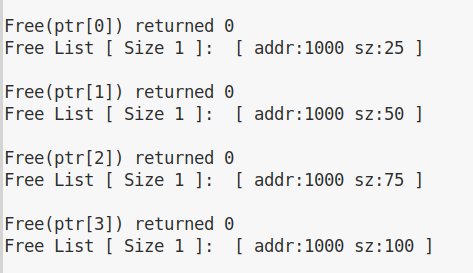 Free(ptr[0]) returned 0
Free List [ Size 1 ]:  [ addr:1000 sz:25 ]
Free(ptr[1]) returned 0
Free List [ Size 1 ]:  [ addr:1000 sz:50 ]
Free(ptr[2]) returned 0
Free List [ Size 1 ]:  [ addr:1000 sz:75 ]
Free(ptr[3]) returned 0
Free List [ Size 1 ]:  [ addr:1000 sz:100 ]